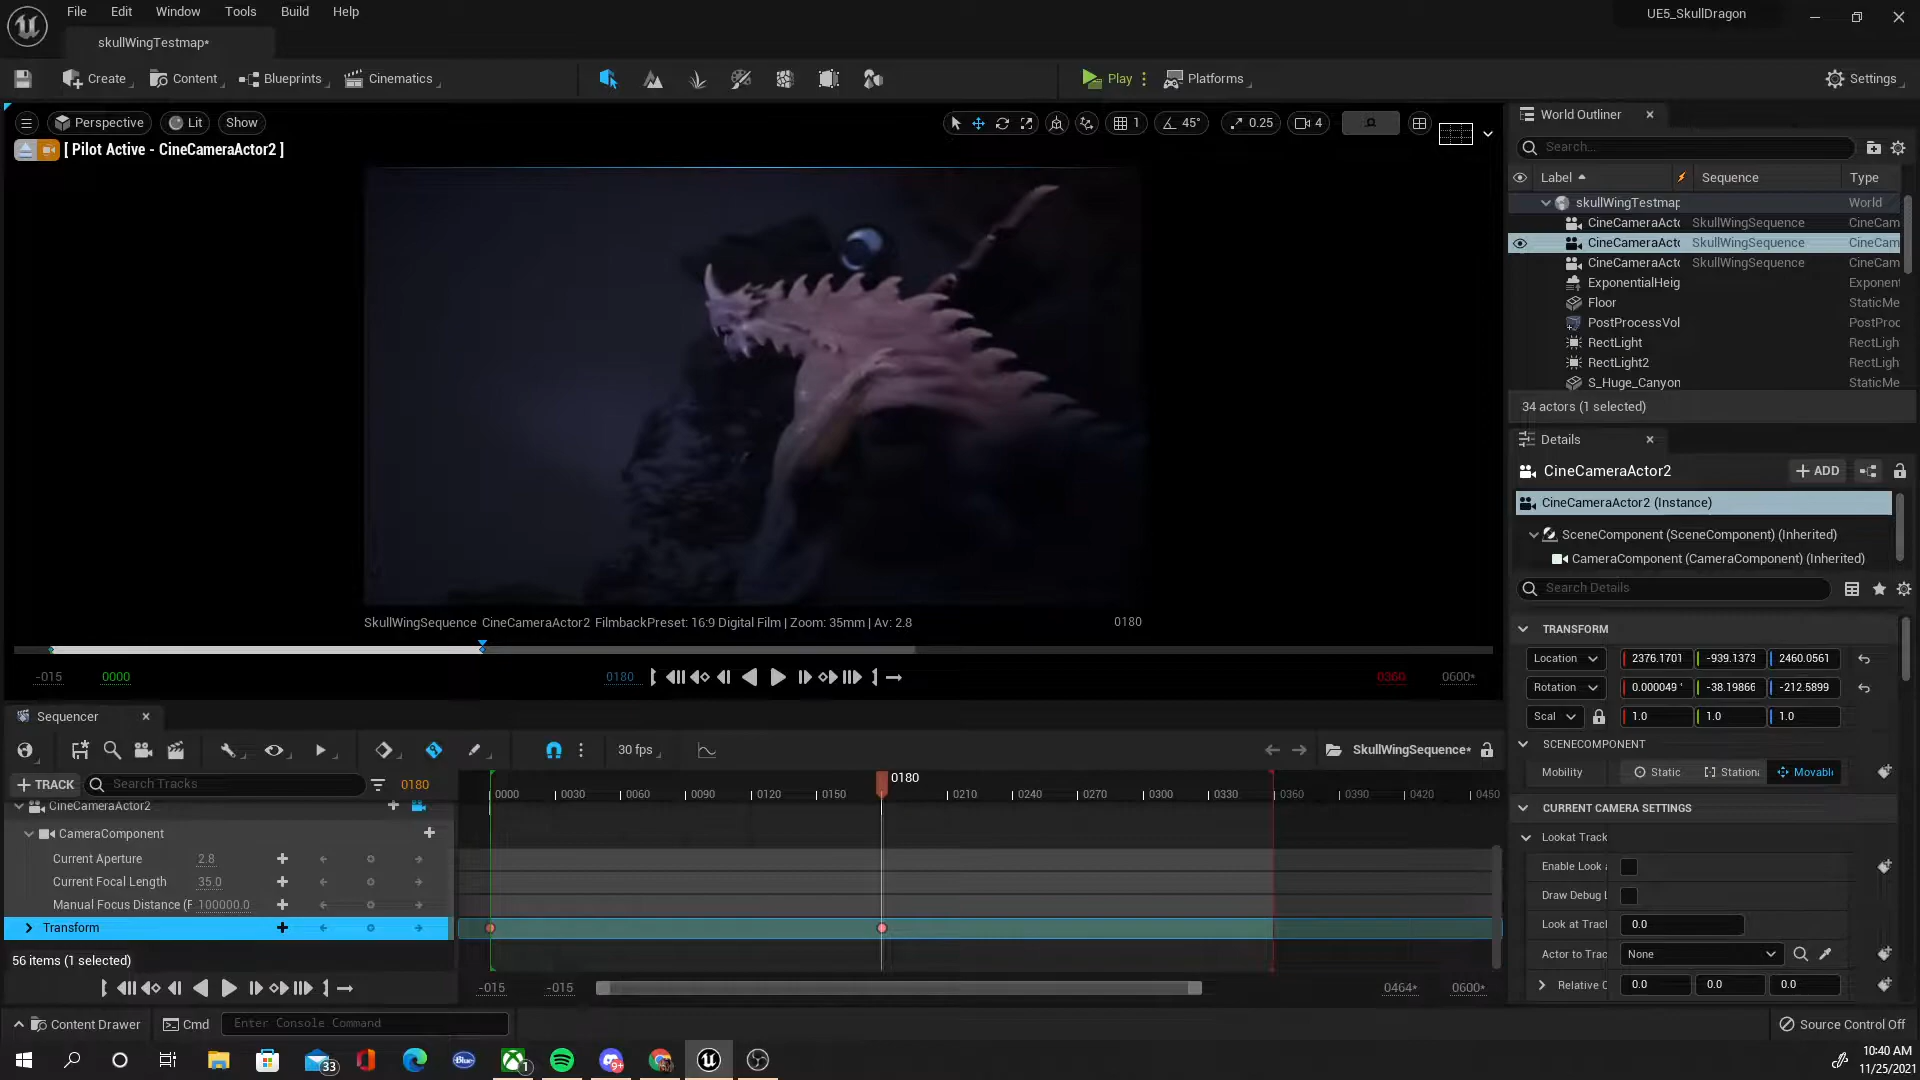 File Edit Window Tools Build Help
UE5_SkullDragon
skullWingTestmap*
Create Content Blueprints Cinematics Play Platforms Settings
Perspective Lit Show 1 45° 0.25 4
[ Pilot Active - CineCameraActor2 ]
SkullWingSequence CineCameraActor2 FilmbackPreset: 16:9 Digital Film | Zoom: 35mm | Av: 2.8 0180
-015 0000 0180 0360 0600*
World Outliner
Search...
Label Sequence Type
skullWingTestmap World
CineCameraActo SkullWingSequence CineCam
CineCameraActo SkullWingSequence CineCam
CineCameraActo SkullWingSequence CineCam
ExponentialHeig Exponent
Floor StaticMe
PostProcessVol PostProc
RectLight RectLigh
RectLight2 RectLigh
S_Huge_Canyon StaticMe
34 actors (1 selected)
Details
CineCameraActor2 ADD
CineCameraActor2 (Instance)
SceneComponent (SceneComponent) (Inherited)
CameraComponent (CameraComponent) (Inherited)
Search Details
TRANSFORM
Location 2376.1701 -939.1373 2460.0561
Rotation 0.000049 ° -38.19866 -212.5899
Scal 1.0 1.0 1.0
SCENECOMPONENT
Mobility Static Station Movabl
CURRENT CAMERA SETTINGS
Lookat Track
Enable Look a
Draw Debug L
Look at Track 0.0
Actor to Trac None
Relative O 0.0 0.0 0.0
Sequencer
30 fps SkullWingSequence*
TRACK Search Tracks 0180
0180
0000 0030 0060 0090 0120 0150 0210 0240 0270 0300 0330 0360 0390 0420 0450
CineCameraActor2
CameraComponent
Current Aperture 2.8
Current Focal Length 35.0
Manual Focus Distance (F 100000.0
Transform
56 items (1 selected)
-015 -015 0464* 0600*
Content Drawer Cmd Enter Console Command Source Control Off
33 Blue 1 9+
10:40 AM
11/25/2021